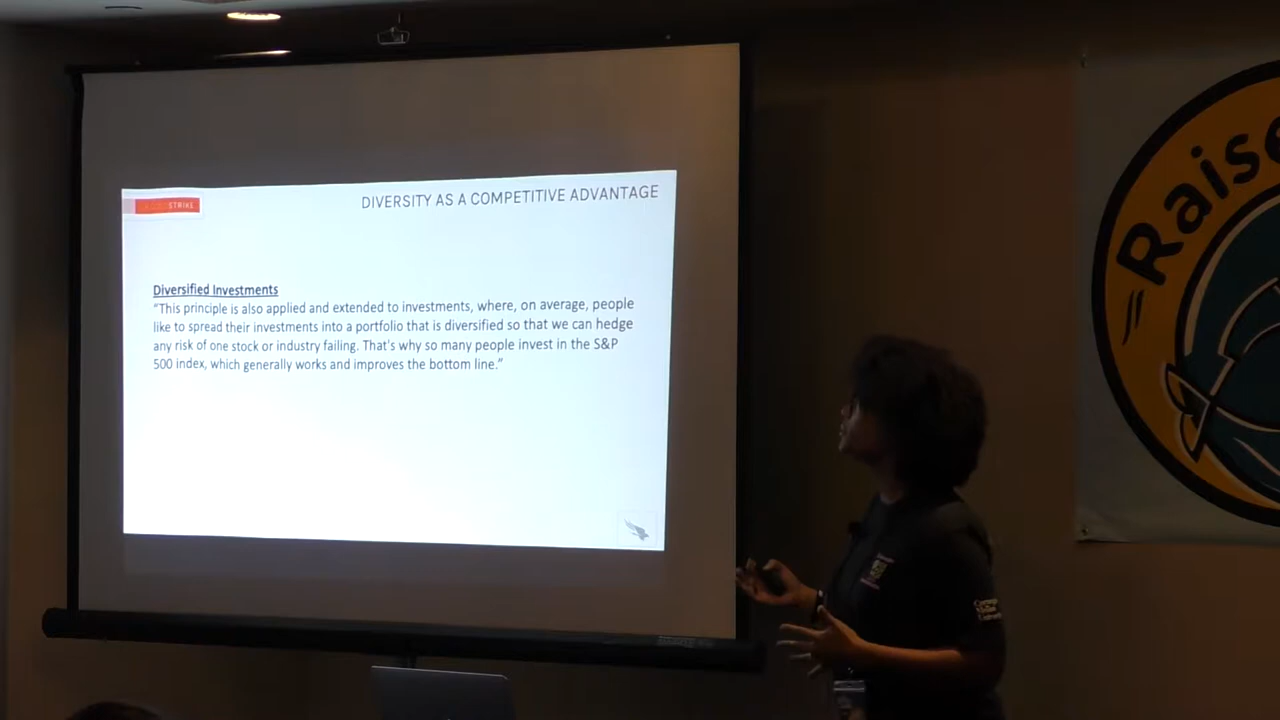 STRIKE
DIVERSITY AS A COMPETITIVE ADVANTAGE
Diversified Investments
“This principle is also applied and extended to investments, where, on average, people
like to spread their investments into a portfolio that is diversified so that we can hedge
any risk of one stock or industry failing. That's why so many people invest in the S&P
500 index, which generally works and improves the bottom line.”
Raise
Carnegie
Mellon
University